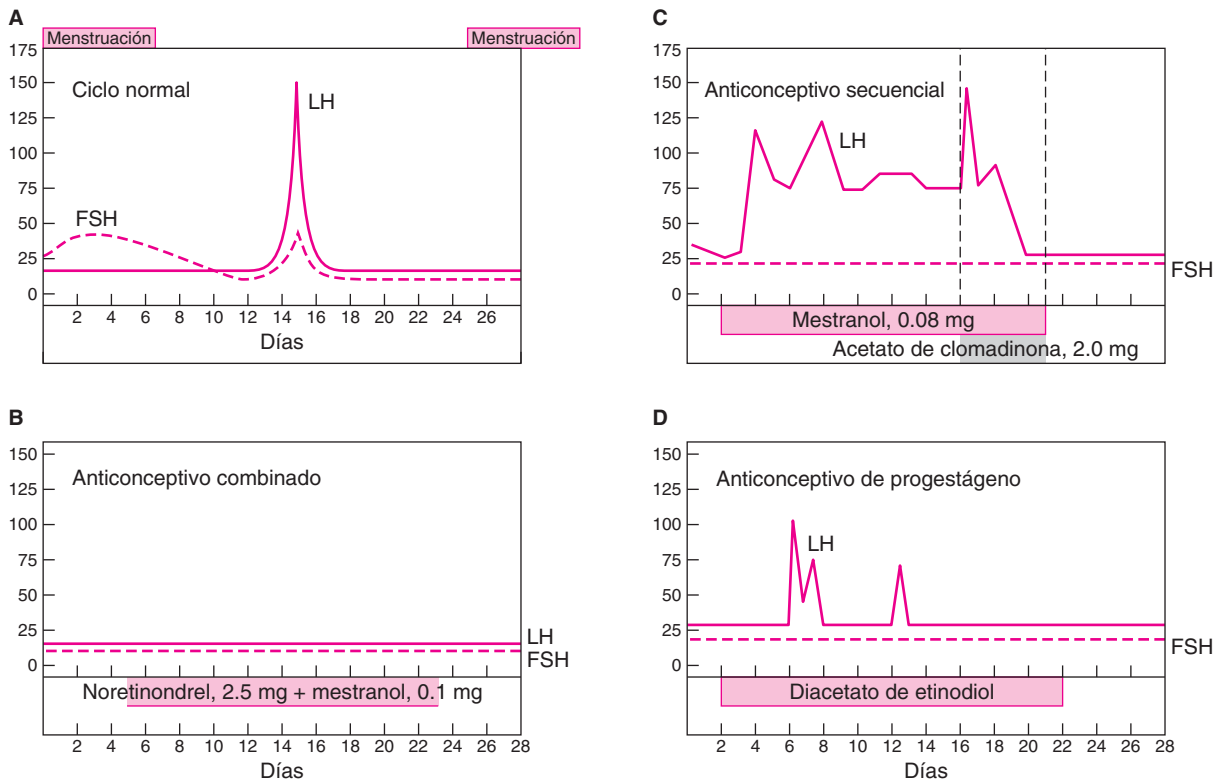 A
Menstruación Menstruación
175
150
125
100
75
50
25
0
Ciclo normal
LH
FSH
2 4 6 8 10 12 14 16 18 20 22 24 26
Días
B
150
125
100
75
50
25
0
Anticonceptivo combinado
LH
FSH
Noretinondrel, 2.5 mg + mestranol, 0.1 mg
2 4 6 8 10 12 14 16 18 20 22 24 26 28
Días
C
175
150
125
100
75
50
25
0
Anticonceptivo secuencial
LH
FSH
Mestranol, 0.08 mg
Acetato de clomadinona, 2.0 mg
D
150
125
100
75
50
25
0
Anticonceptivo de progestágeno
LH
FSH
Diacetato de etinodiol
2 4 6 8 10 12 14 16 18 20 22 24 26 28
Días